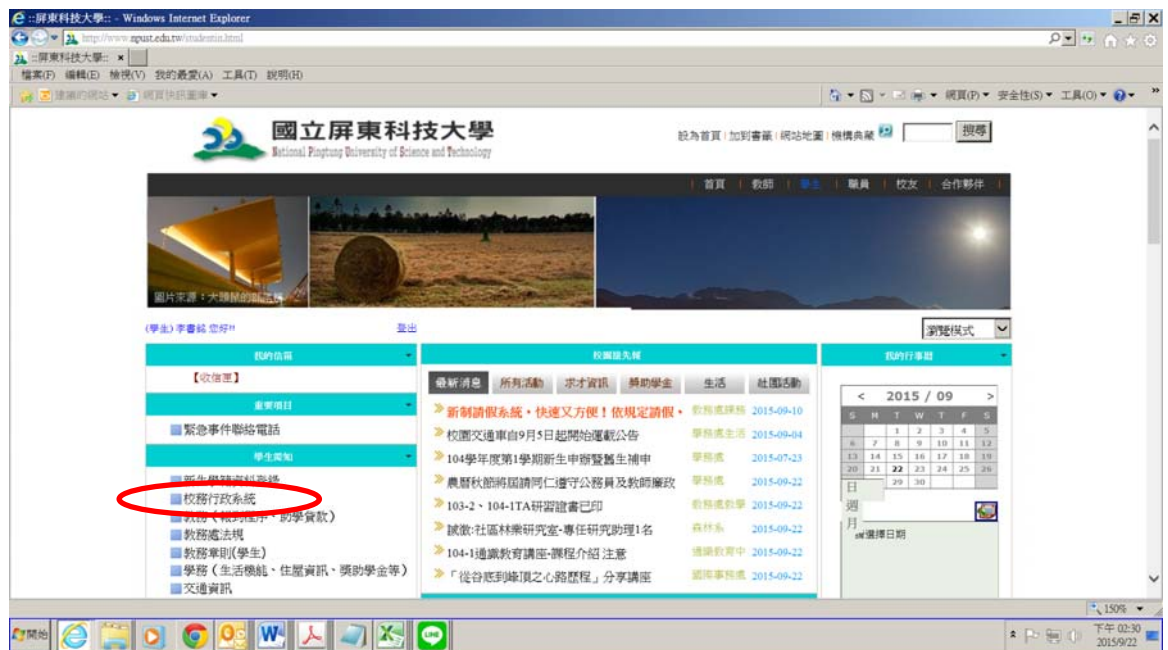 ::屏東科技大學:: - Windows Internet Explorer
http://www.npust.edu.tw/studentin.html
::屏東科技大學::
檔案(F) 編輯(E) 檢視(V) 我的最愛(A) 工具(T) 說明(H)
建議的網站 網頁快訊圖庫 網頁(P) 安全性(S) 工具(O)
國立屏東科技大學
National Pingtung University of Science and Technology
設為首頁 | 加到書籤 | 網站地圖 | 機構典藏 搜尋
首頁 | 教師 | 學生 | 職員 | 校友 | 合作夥伴
圖片來源:大
(學生) 李書銘 您好!! 登出
瀏覽模式
我的信箱
【收信匣】
重要項目
緊急事件聯絡電話
學生需知
新生學籍資料登錄
校務行政系統
教務(報到程序、助學貸款)
教務處法規
教務章則(學生)
學務(生活機能、住屋資訊、獎助學金等)
交通資訊
校園搶先報
最新消息 所有活動 求才資訊 獎助學金 生活 社團活動
新制請假系統,快速又方便!依規定請假, 教務處課務 2015-09-10
校園交通車自9月5日起開始運載公告 學務處生活 2015-09-04
104學年度第1學期新生申辦暨舊生補申 學務處 2015-07-23
農曆秋節將屆請同仁遵守公務員及教師廉政 學務處 2015-09-22
103-2、104-1TA研習證書已印 教務處教學 2015-09-22
誠徵:社區林業研究室-專任研究助理1名 森林系 2015-09-22
104-1通識教育講座-課程介紹 注意 通識教育中 2015-09-22
「從谷底到峰頂之心路歷程」分享講座 國際事務處 2015-09-22
我的行事曆
< 2015 / 09 >
S M T W T F S
1 2 3 4 5
6 7 8 9 10 11 12
13 14 15 16 17 18 19
20 21 22 23 24 25 26
29 30
日
週
月
選擇日期
150%
開始
下午 02:30
2015/9/22